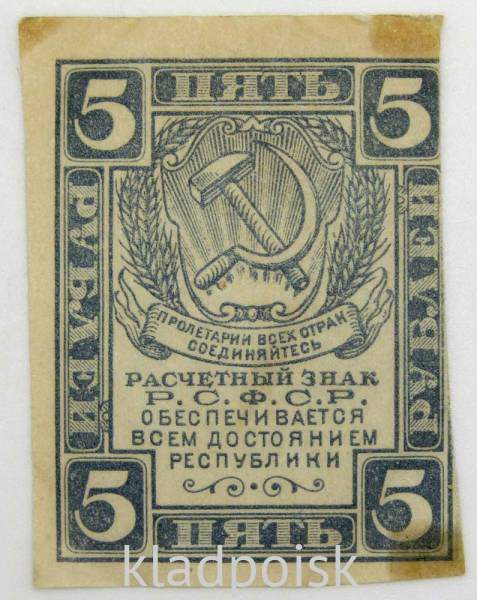 5 ПЯТЬ 5
РУБЛЕЙ
РУБЛЕЙ
ПРОЛЕТАРИИ ВСЕХ СТРАН
СОЕДИНЯЙТЕСЬ
РАСЧЕТНЫЙ ЗНАК
Р.С.Ф.С.Р.
ОБЕСПЕЧИВАЕТСЯ
ВСЕМ ДОСТОЯНИЕМ
РЕСПУБЛИКИ
5 ПЯТЬ 5
kladpoisk